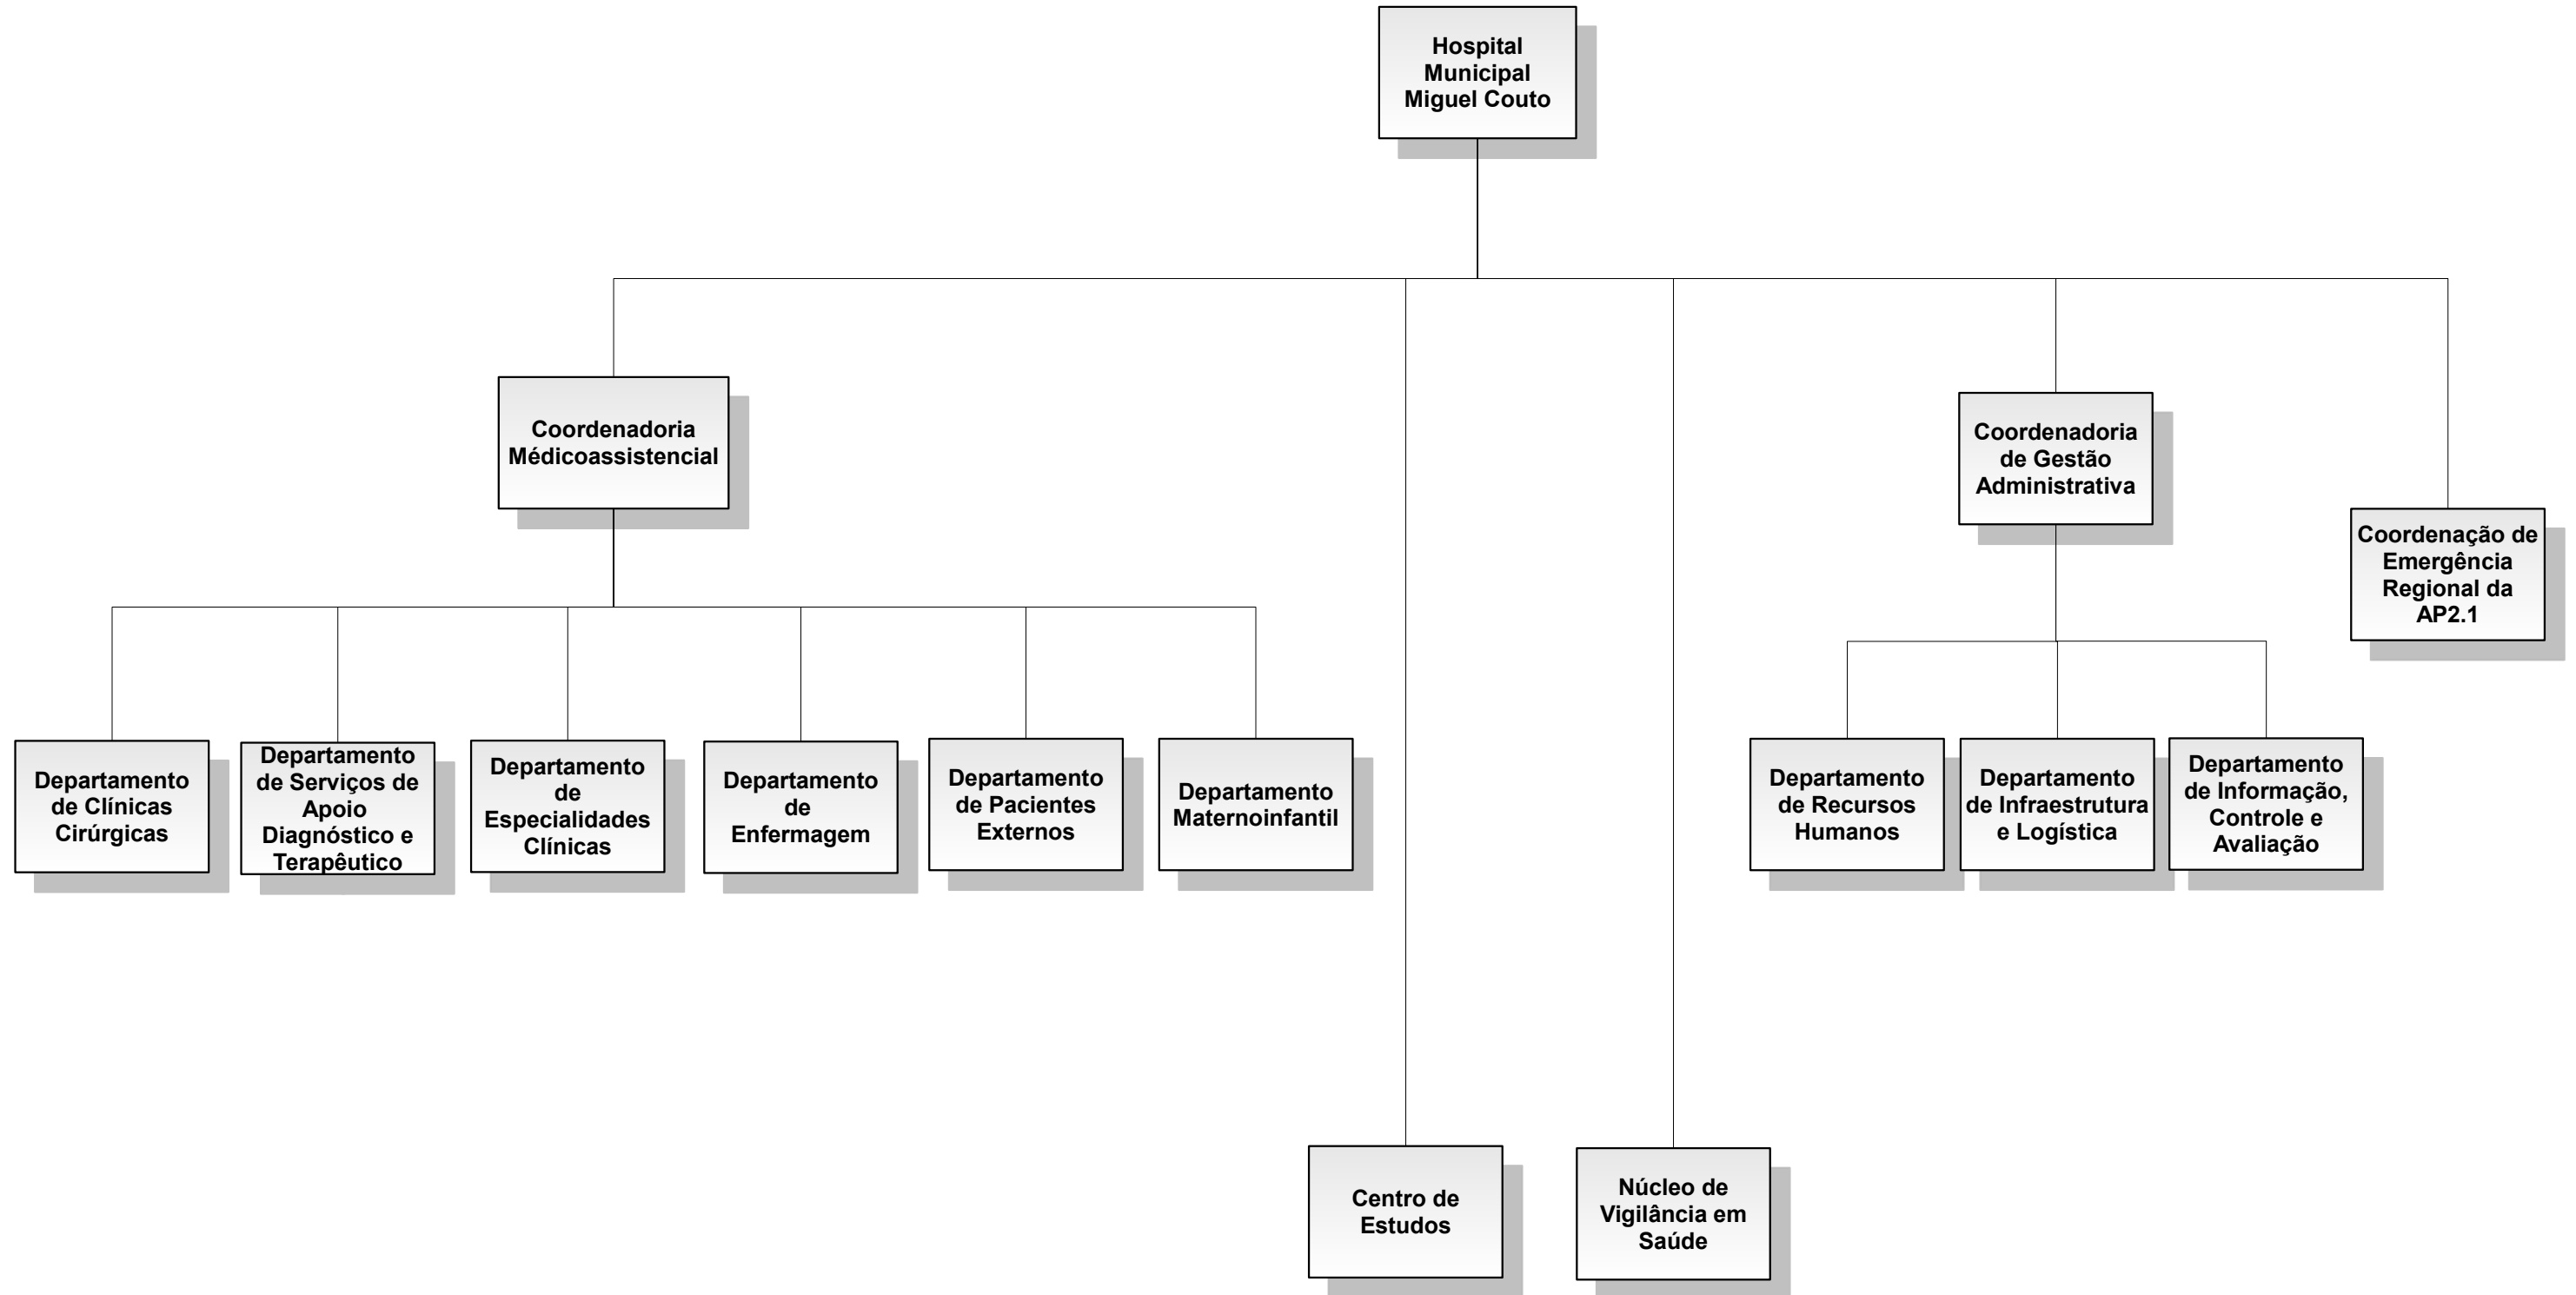 Hospital
Municipal
Miguel Couto
Coordenadoria
Médicoassistencial
Coordenadoria
de Gestão
Administrativa
Coordenação de
Emergência
Regional da
AP2.1
Departamento
de Clínicas
Cirúrgicas
Departamento
de Serviços de
Apoio
Diagnóstico e
Terapêutico
Departamento
de
Especialidades
Clínicas
Departamento
de
Enfermagem
Departamento
de Pacientes
Externos
Departamento
Maternoinfantil
Departamento
de Recursos
Humanos
Departamento
de Infraestrutura
e Logística
Departamento
de Informação,
Controle e
Avaliação
Centro de
Estudos
Núcleo de
Vigilância em
Saúde